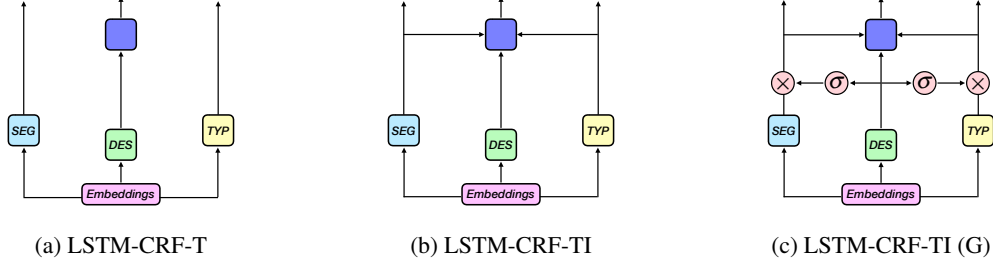 SEG DES TYP
Embeddings
(a) LSTM-CRF-T
SEG DES TYP
Embeddings
(b) LSTM-CRF-TI
× σ σ ×
SEG DES TYP
Embeddings
(c) LSTM-CRF-TI (G)